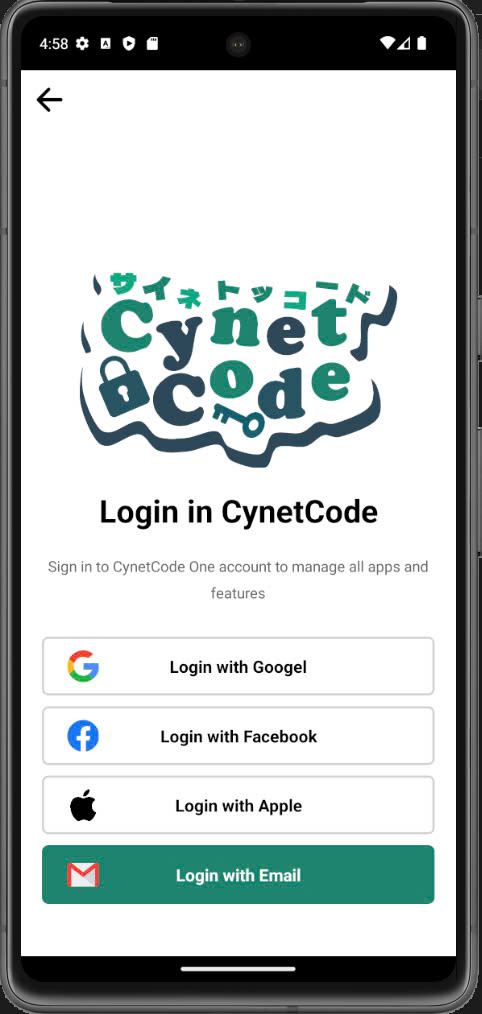 4:58
サイネトッコード
Cynet
Code
Login in CynetCode
Sign in to CynetCode One account to manage all apps and
features
Login with Googel
Login with Facebook
Login with Apple
Login with Email